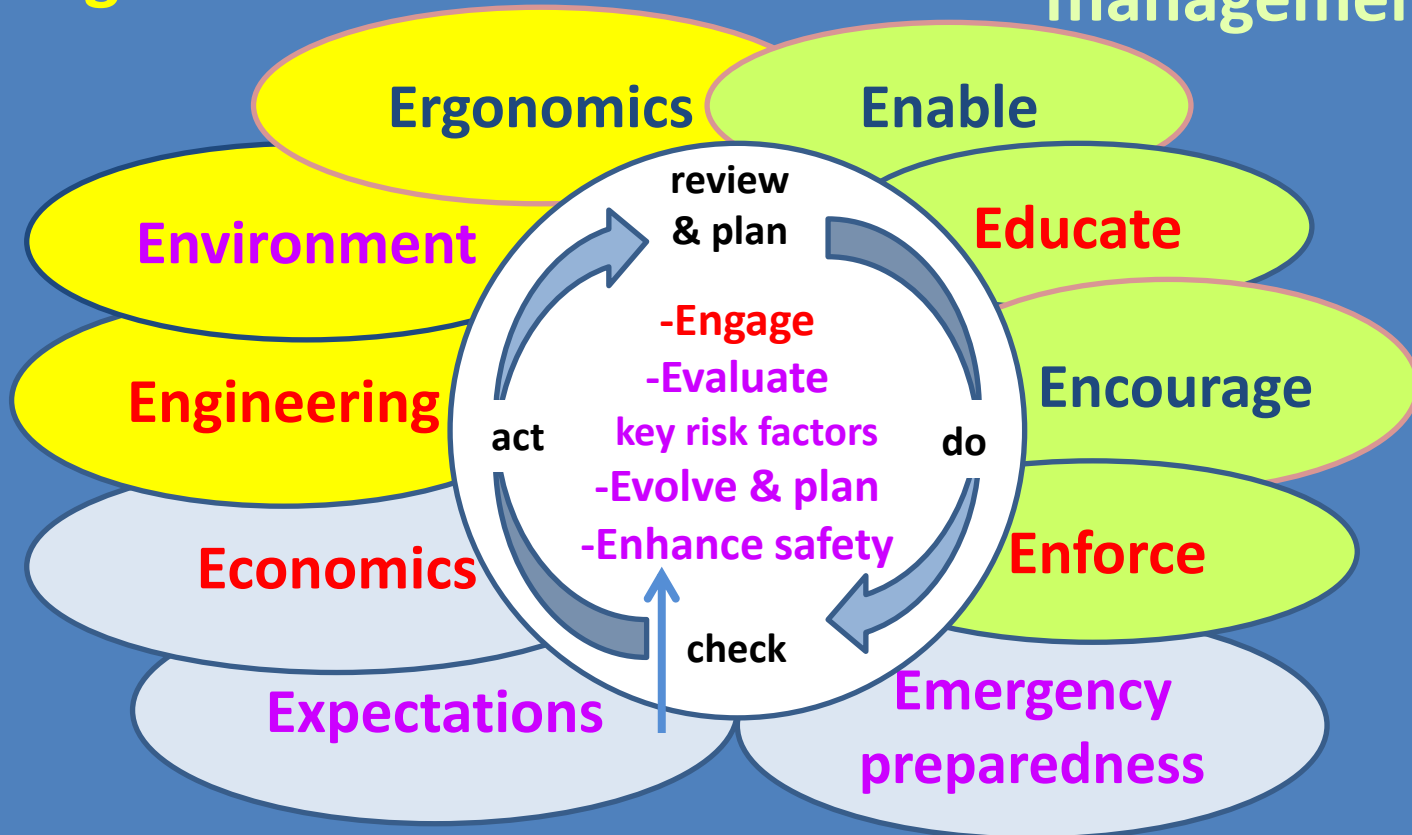 Ergonomics
Enable
review
& plan
Environment
Educate
-Engage
-Evaluate
key risk factors
Engineering
Encourage
act
do
-Evolve & plan
-Enhance safety
Economics
Enforce
check
Expectations
Emergency
preparedness